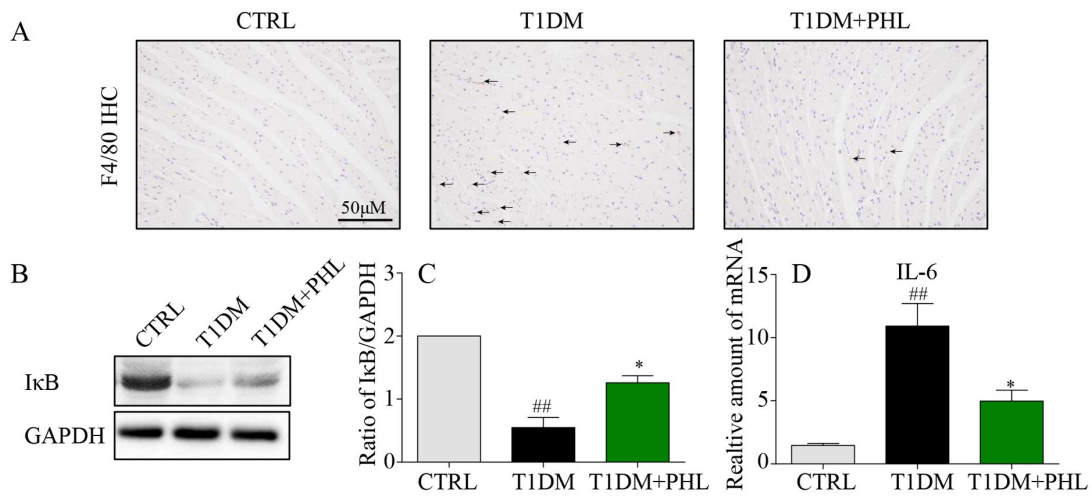 A
CTRL
T1DM
T1DM+PHL
F4/80 IHC
50μM
B
CTRL
T1DM
T1DM+PHL
IκB
GAPDH
C
Ratio of IκB/GAPDH
3
2
1
0
##
*
CTRL
T1DM
T1DM+PHL
D
IL-6
Realtive amount of mRNA
15
10
5
0
##
*
CTRL
T1DM
T1DM+PHL